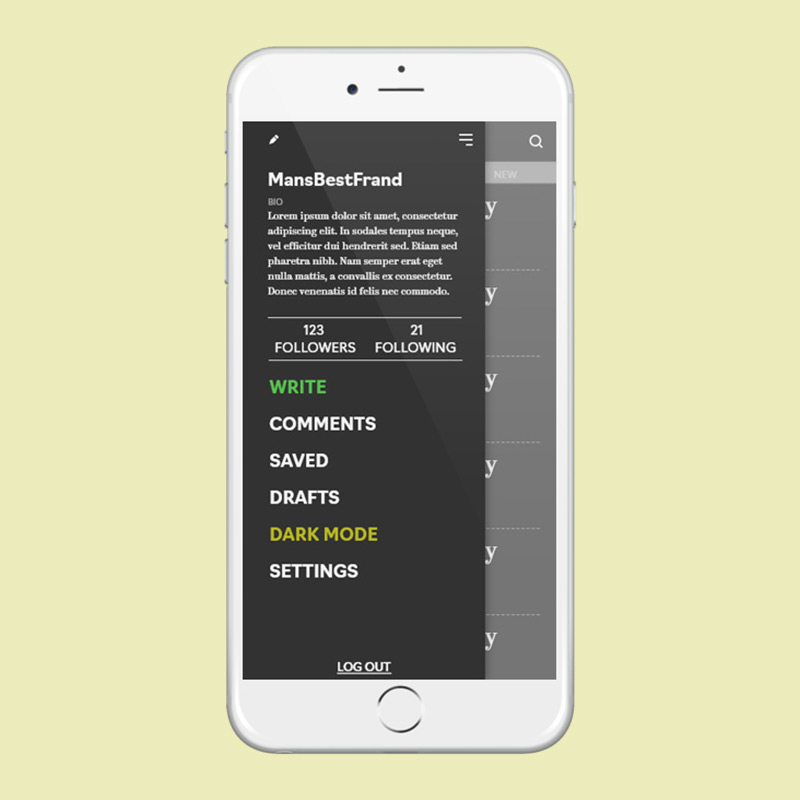 MansBestFrand
NEW
BIO
Lorem ipsum dolor sit amet, consectetur
adipiscing elit. In sodales tempus neque,
vel efficitur dui hendrerit sed. Etiam sed
pharetra nibh. Nam semper erat eget
nulla mattis, a convallis ex consectetur.
Donec venenatis id felis nec commodo.
123 21
FOLLOWERS FOLLOWING
WRITE
COMMENTS
SAVED
DRAFTS
DARK MODE
SETTINGS
LOG OUT
y
y
y
y
y
y